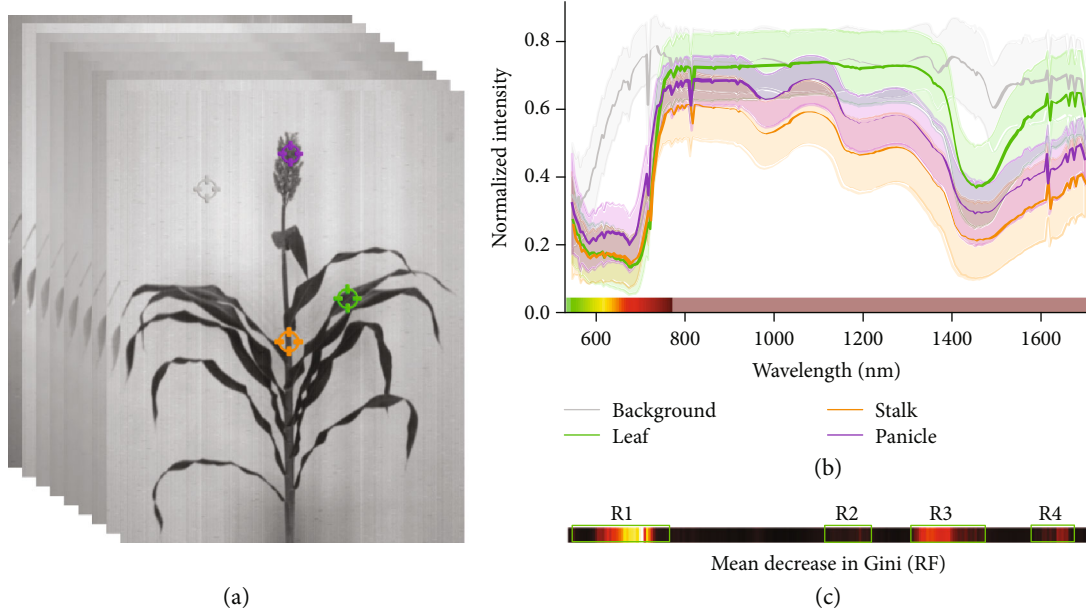 0.8
0.6
0.4
0.2
0.0
Normalized intensity
600 800 1000 1200 1400 1600
Wavelength (nm)
Background Stalk
Leaf Panicle
(b)
R1 R2 R3 R4
Mean decrease in Gini (RF)
(a) (c)